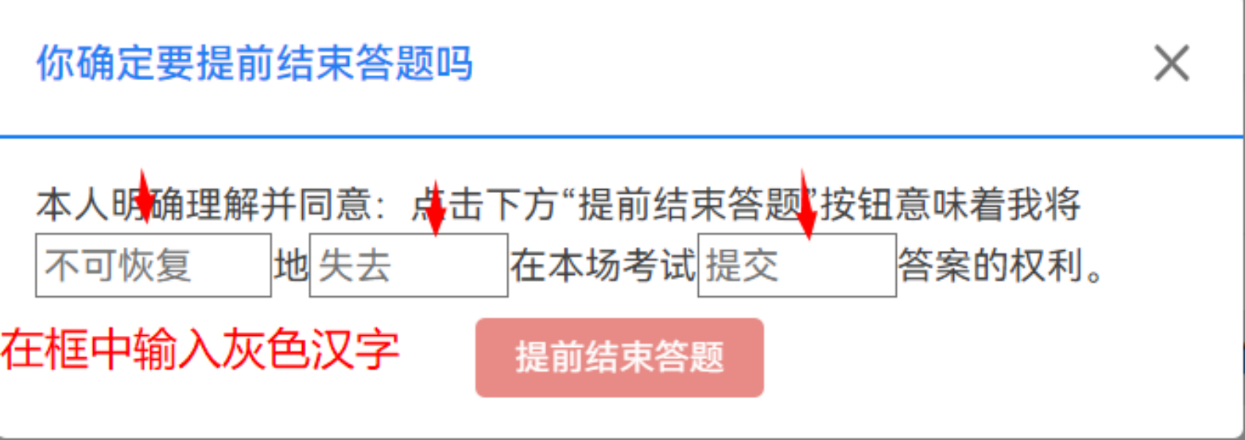 你确定要提前结束答题吗
本人明确理解并同意：点击下方“提前结束答题”按钮意味着我将
不可恢复地失去在本场考试提交答案的权利。
在框中输入灰色汉字
提前结束答题